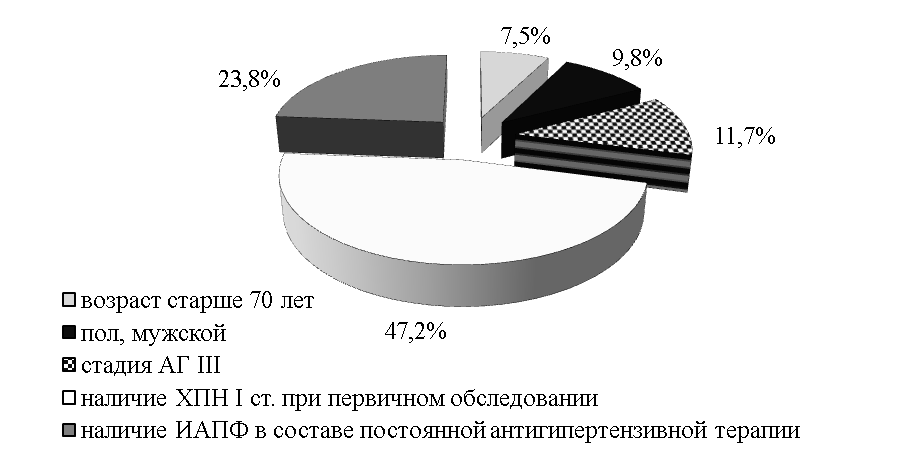 7,5%
9,8%
23,8%
11,7%
возраст старше 70 лет
47,2%
пол, мужской
стадия АГ III
наличие ХПН I ст. при первичном обследовании
наличие ИАПФ в составе постоянной антигипертензивной терапии